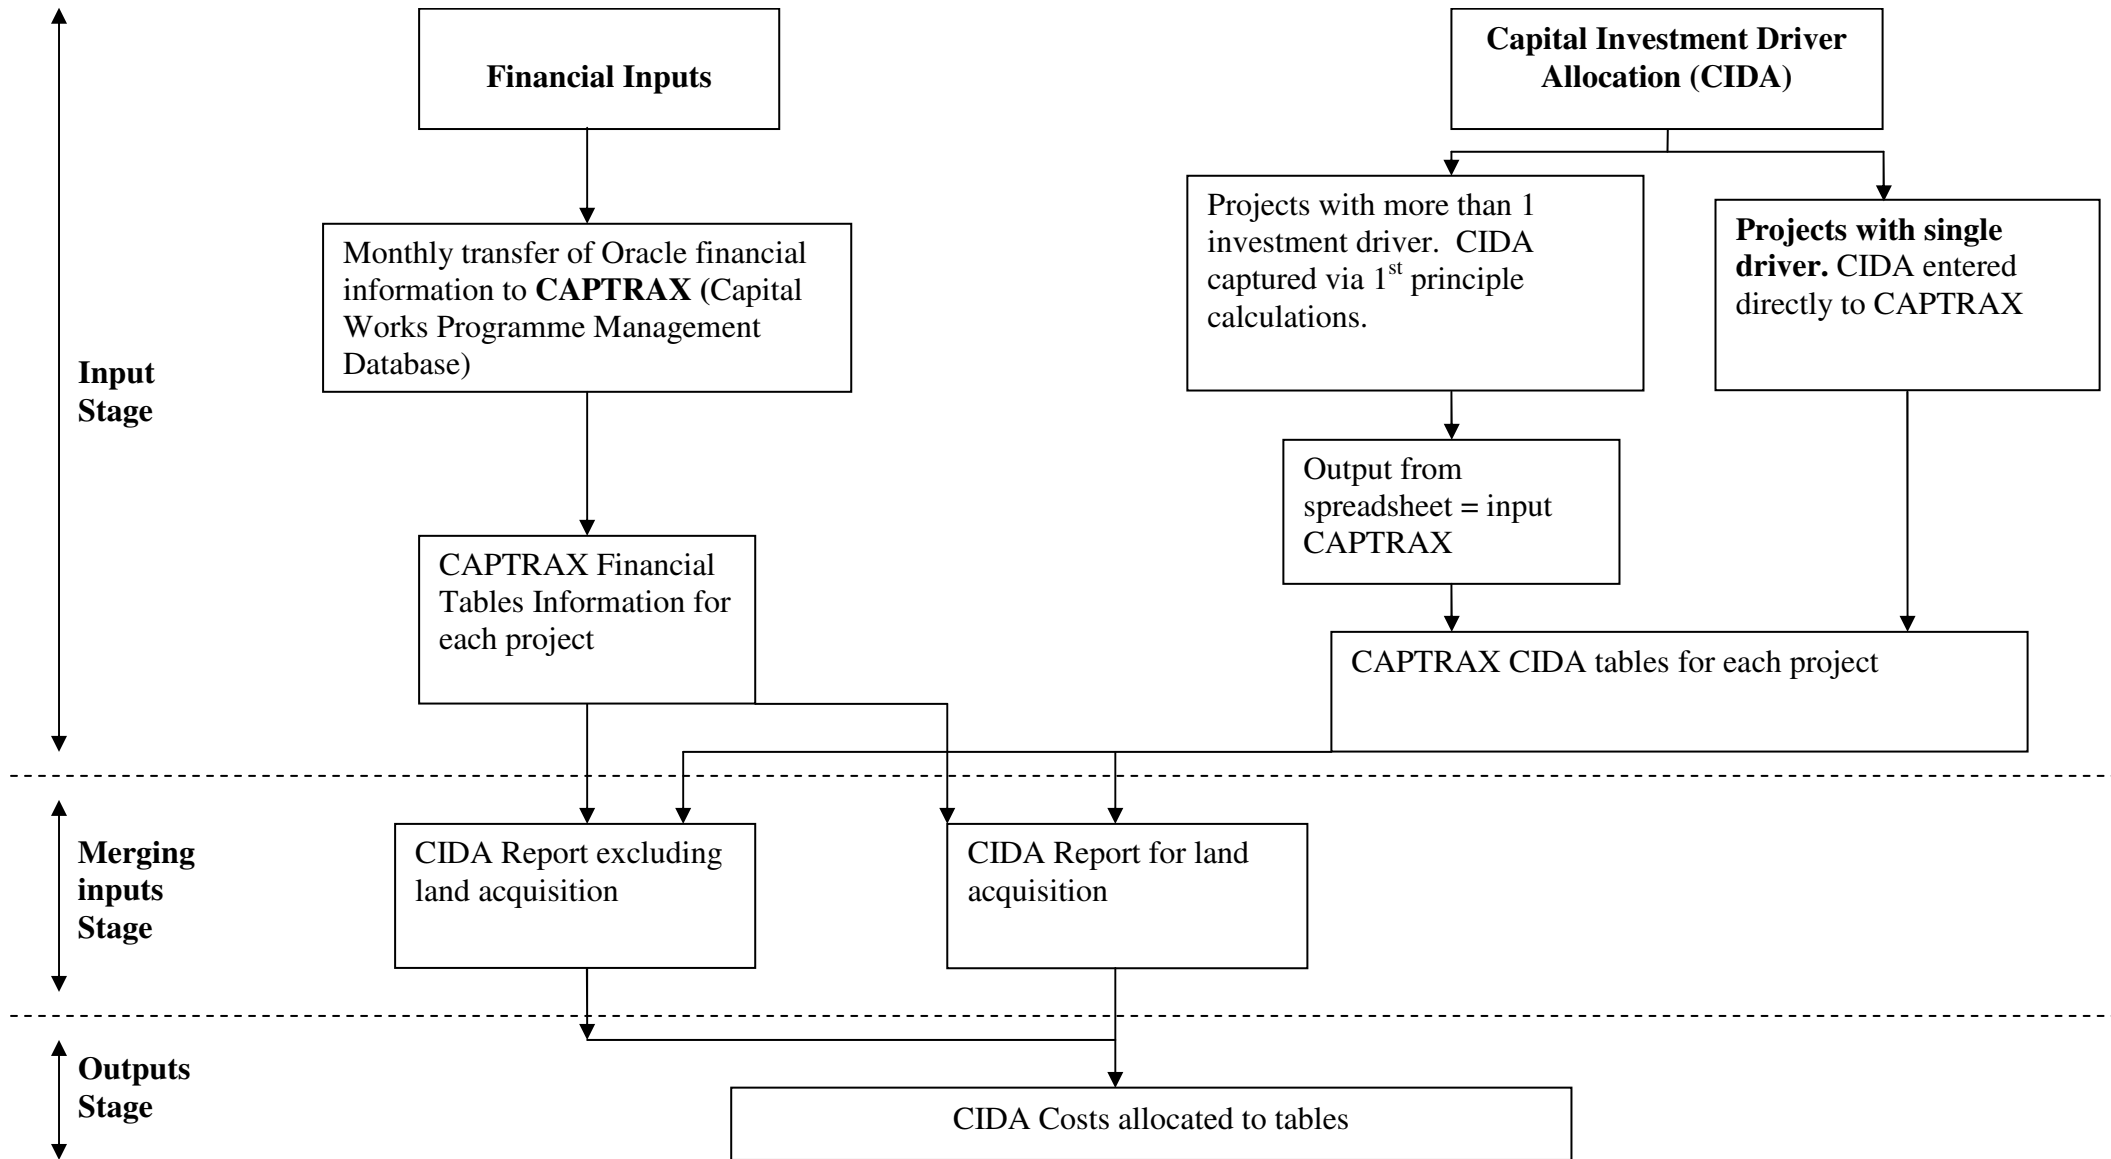 Financial Inputs
Capital Investment Driver
Allocation (CIDA)
Monthly transfer of Oracle financial
information to CAPTRAX (Capital
Works Programme Management
Database)
Projects with more than 1
investment driver.  CIDA
captured via 1st principle
calculations.
Projects with single
driver. CIDA entered
directly to CAPTRAX
Input
Stage
Output from
spreadsheet = input
CAPTRAX
CAPTRAX Financial
Tables Information for
each project
CAPTRAX CIDA tables for each project
Merging
inputs
Stage
CIDA Report excluding
land acquisition
CIDA Report for land
acquisition
Outputs
Stage
CIDA Costs allocated to tables